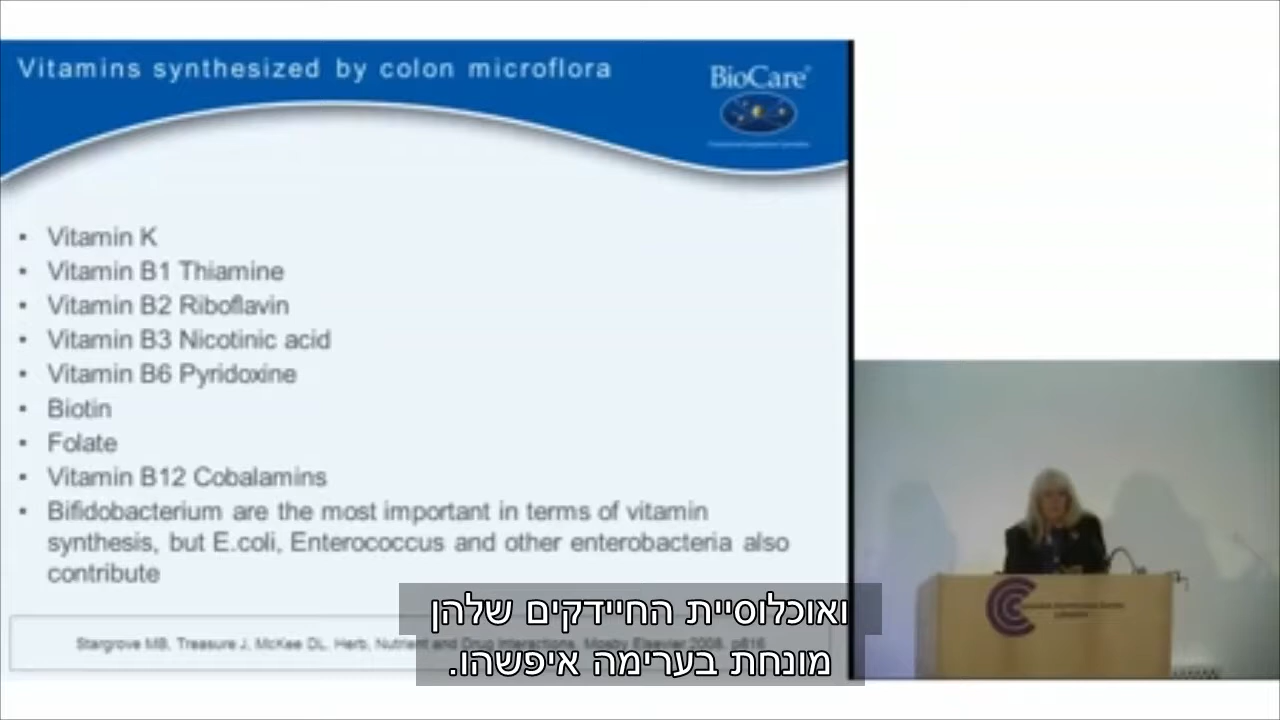 Vitamins synthesized by colon microflora
BioCare®
• Vitamin K
• Vitamin B1 Thiamine
• Vitamin B2 Riboflavin
• Vitamin B3 Nicotinic acid
• Vitamin B6 Pyridoxine
• Biotin
• Folate
• Vitamin B12 Cobalamins
• Bifidobacterium are the most important in terms of vitamin
synthesis, but E.coli, Enterococcus and other enterobacteria also
contribute
Stargrove MB, Treasure J, McKee DL. Herb, Nutrient and Drug Interactions. Mosby Elsevier 2008. p616
ואוכלוסיית החיידקים שלהן
מונחת בערימה איפשהו.